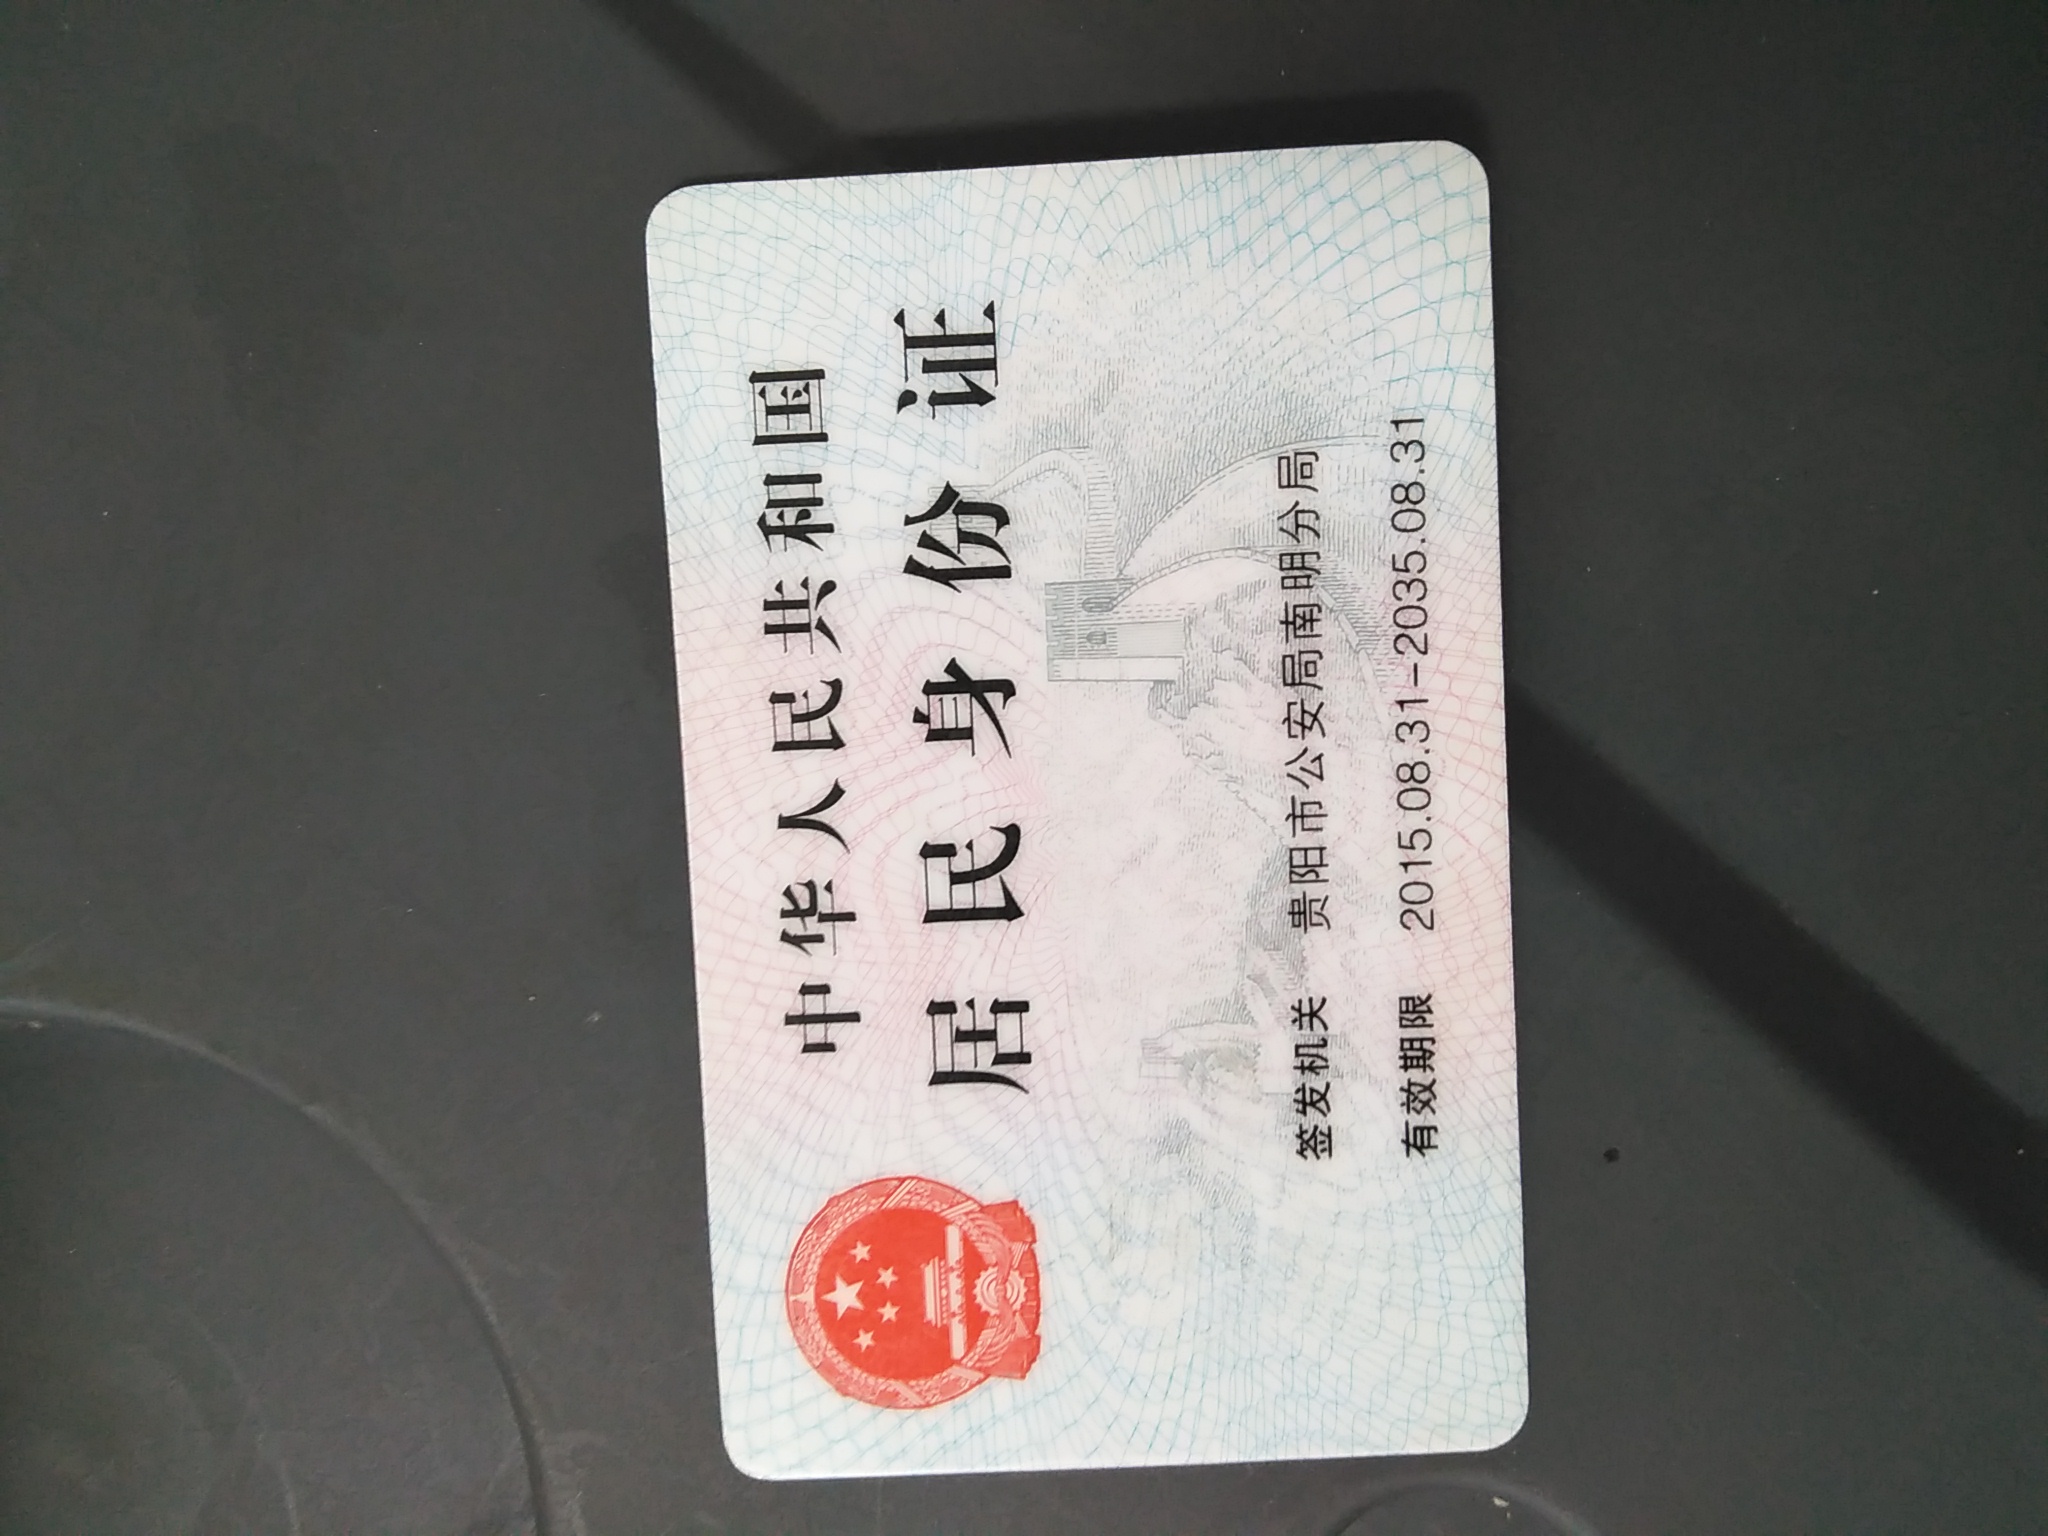 中华人民共和国
居民身份证
签发机关 贵阳市公安局南明分局
有效期限 2015.08.31-2035.08.31